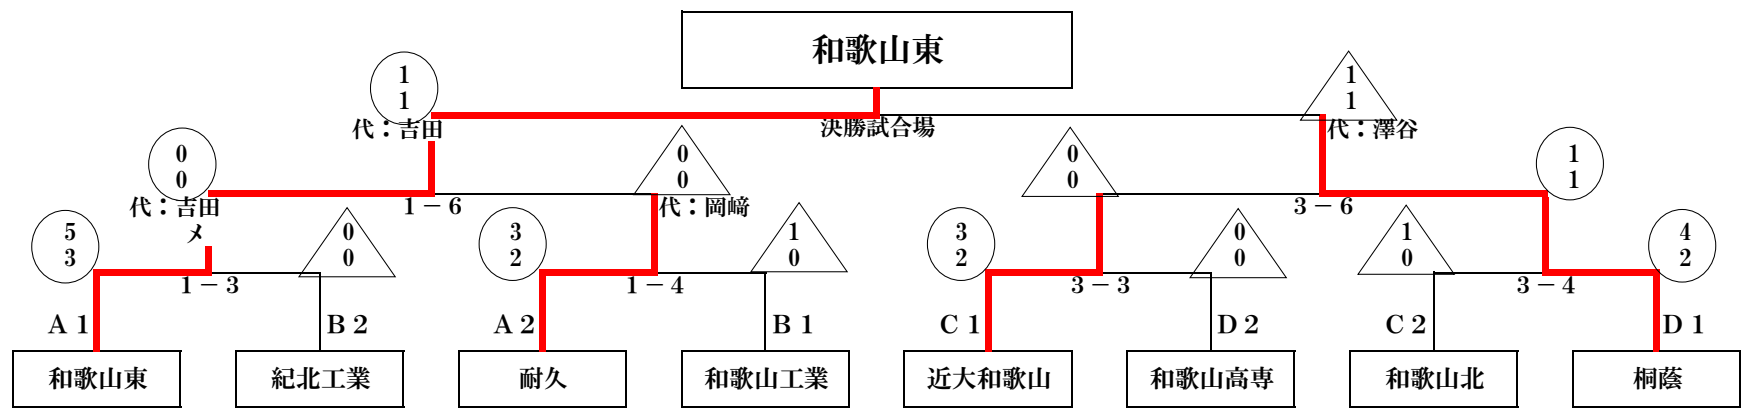 和歌山東
1
1
1
1
代：吉田
決勝試合場
代：澤谷
0
0
0
0
0
0
1
1
代：吉田
メ
1－6
代：岡﨑
3－6
5
3
0
0
3
2
1
0
3
2
0
0
1
0
4
2
1－3
1－4
3－3
3－4
A 1
B 2
A 2
B 1
C 1
D 2
C 2
D 1
和歌山東
紀北工業
耐久
和歌山工業
近大和歌山
和歌山高専
和歌山北
桐蔭